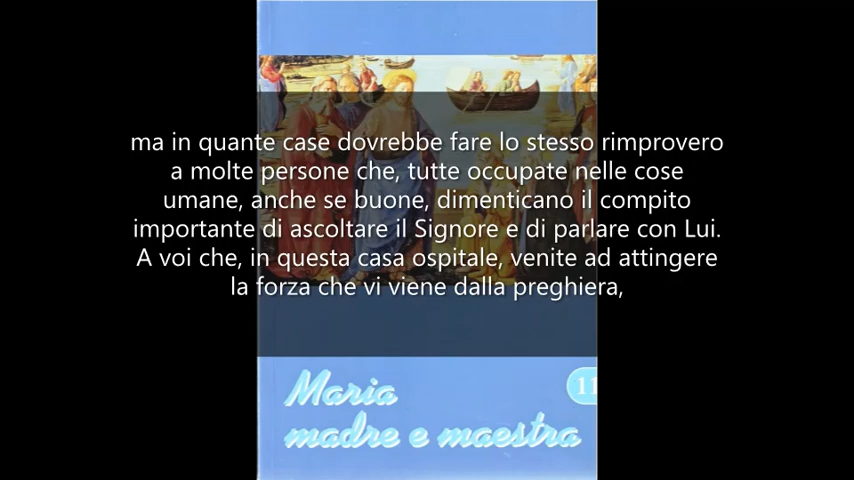 ma in quante case dovrebbe fare lo stesso rimprovero
a molte persone che, tutte occupate nelle cose
umane, anche se buone, dimenticano il compito
importante di ascoltare il Signore e di parlare con Lui.
A voi che, in questa casa ospitale, venite ad attingere
la forza che vi viene dalla preghiera,
Maria
11
madre e maestra